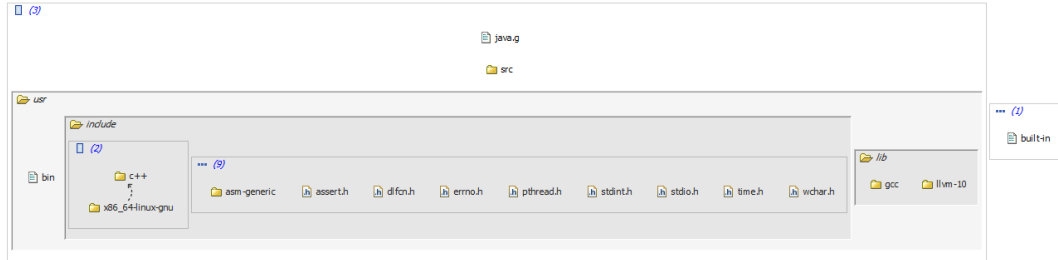 (3)
java.g
src
usr
bin
include
(2)
c++
x86_64-linux-gnu
(9)
asm-generic
assert.h
dlfcn.h
errno.h
pthread.h
stdint.h
stdio.h
time.h
wchar.h
lib
gcc
llvm-10
(1)
built-in